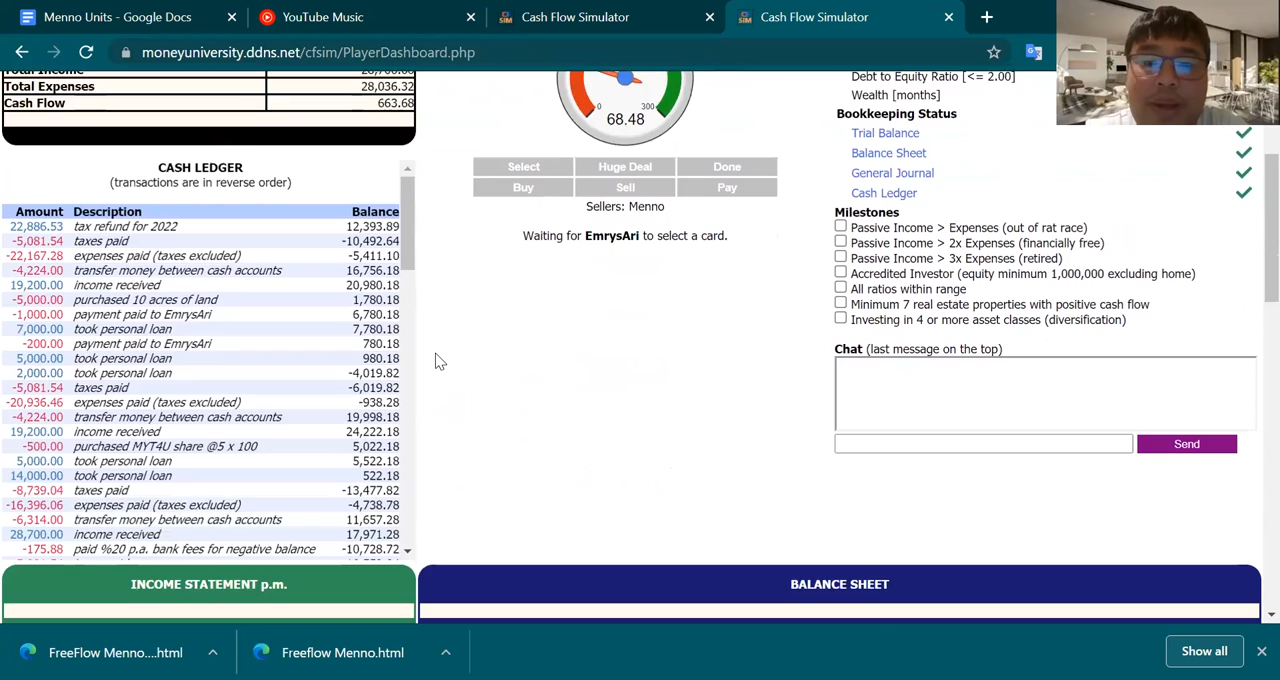 Menno Units - Google Docs
YouTube Music
Cash Flow Simulator
Cash Flow Simulator
moneyuniversity.ddns.net/cfsim/PlayerDashboard.php
Total Expenses 28,036.32
Cash Flow 663.68
CASH LEDGER
(transactions are in reverse order)
Amount Description Balance
22,886.53 tax refund for 2022 12,393.89
-5,081.54 taxes paid -10,492.64
-22,167.28 expenses paid (taxes excluded) -5,411.10
-4,224.00 transfer money between cash accounts 16,756.18
19,200.00 income received 20,980.18
-5,000.00 purchased 10 acres of land 1,780.18
-1,000.00 payment paid to EmrysAri 6,780.18
7,000.00 took personal loan 7,780.18
-200.00 payment paid to EmrysAri 780.18
5,000.00 took personal loan 980.18
2,000.00 took personal loan -4,019.82
-5,081.54 taxes paid -6,019.82
-20,936.46 expenses paid (taxes excluded) -938.28
-4,224.00 transfer money between cash accounts 19,998.18
19,200.00 income received 24,222.18
-500.00 purchased MYT4U share @5 x 100 5,022.18
5,000.00 took personal loan 5,522.18
14,000.00 took personal loan 522.18
-8,739.04 taxes paid -13,477.82
-16,396.06 expenses paid (taxes excluded) -4,738.78
-6,314.00 transfer money between cash accounts 11,657.28
28,700.00 income received 17,971.28
-175.88 paid %20 p.a. bank fees for negative balance -10,728.72
0 300
68.48
Select Huge Deal Done
Buy Sell Pay
Sellers: Menno
Waiting for EmrysAri to select a card.
Debt to Equity Ratio [<= 2.00]
Wealth [months]
Bookkeeping Status
Trial Balance
Balance Sheet
General Journal
Cash Ledger
Milestones
Passive Income > Expenses (out of rat race)
Passive Income > 2x Expenses (financially free)
Passive Income > 3x Expenses (retired)
Accredited Investor (equity minimum 1,000,000 excluding home)
All ratios within range
Minimum 7 real estate properties with positive cash flow
Investing in 4 or more asset classes (diversification)
Chat (last message on the top)
Send
INCOME STATEMENT p.m.
BALANCE SHEET
FreeFlow Menno....html
Freeflow Menno.html
Show all